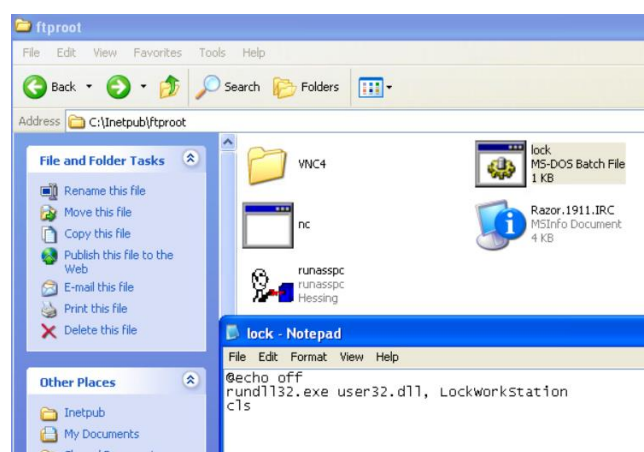 ftproot
File Edit View Favorites Tools Help
Back Search Folders
Address C:\Inetpub\ftproot
File and Folder Tasks
Rename this file
Move this file
Copy this file
Publish this file to the
Web
E-mail this file
Print this file
Delete this file
Other Places
Inetpub
My Documents
VNC4
lock
MS-DOS Batch File
1 KB
nc
Razor.1911.IRC
MSInfo Document
4 KB
runasspc
runasspc
Hessing
lock - Notepad
File Edit Format View Help
@echo off
rundll32.exe user32.dll, LockWorkStation
cls